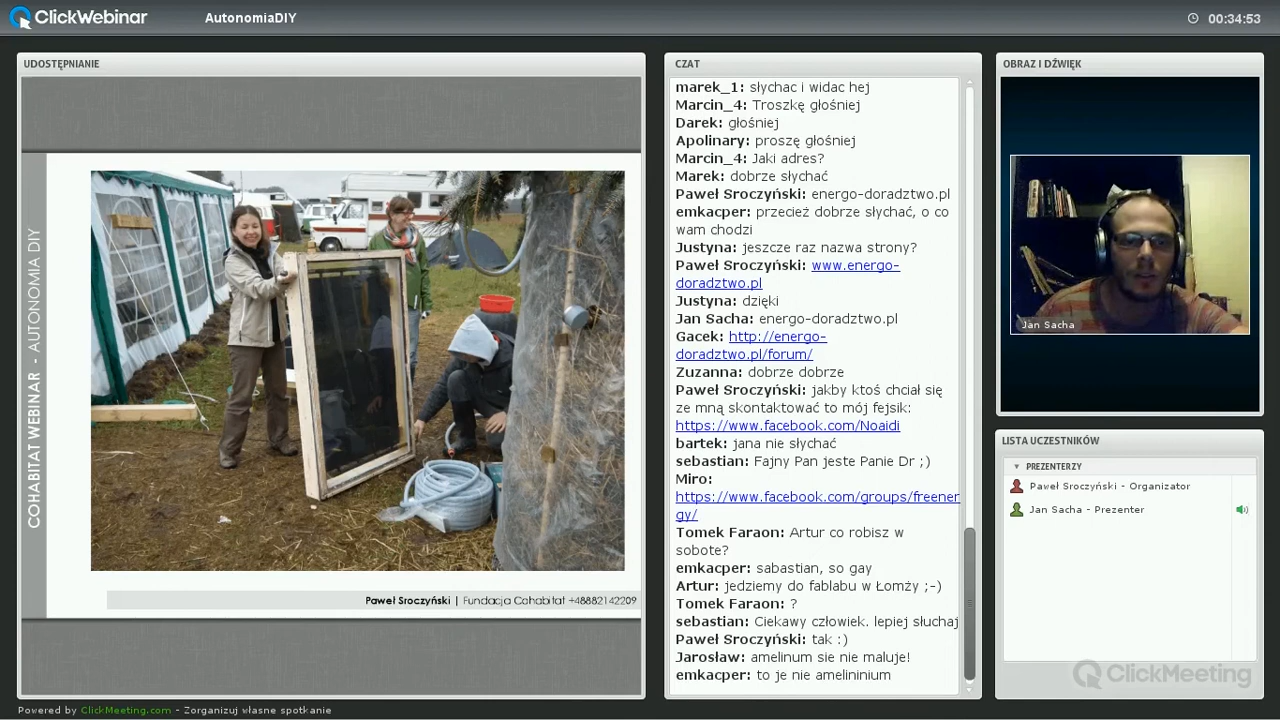 ClickWebinar
AutonomiaDIY
00:34:53
UDOSTĘPNIANIE
COHABITAT WEBINAR - AUTONOMIA DIY
Paweł Sroczyński | Fundacja Cohabitat +48882142209
CZAT
marek_1: słychac i widac hej
Marcin_4: Troszkę głośniej
Darek: głośniej
Apolinary: proszę głośniej
Marcin_4: Jaki adres?
Marek: dobrze słychać
Paweł Sroczyński: energo-doradztwo.pl
emkacper: przecież dobrze słychać, o co
wam chodzi
Justyna: jeszcze raz nazwa strony?
Paweł Sroczyński: www.energo-
doradztwo.pl
Justyna: dzięki
Jan Sacha: energo-doradztwo.pl
Gacek: http://energo-
doradztwo.pl/forum/
Zuzanna: dobrze dobrze
Paweł Sroczyński: jakby ktoś chciał się
ze mną skontaktować to mój fejsik:
https://www.facebook.com/Noaidi
bartek: jana nie słychać
sebastian: Fajny Pan jeste Panie Dr ;)
Miro:
https://www.facebook.com/groups/freener
gy/
Tomek Faraon: Artur co robisz w
sobote?
emkacper: sabastian, so gay
Artur: jedziemy do fablabu w Łomży ;-)
Tomek Faraon: ?
sebastian: Ciekawy człowiek. lepiej słuchaj
Paweł Sroczyński: tak :)
Jarosław: amelinum sie nie maluje!
emkacper: to je nie amelininium
OBRAZ I DŹWIĘK
Jan Sacha
LISTA UCZESTNIKÓW
PREZENTERZY
Paweł Sroczyński - Organizator
Jan Sacha - Prezenter
ClickMeeting
Powered by ClickMeeting.com - Zorganizuj własne spotkanie